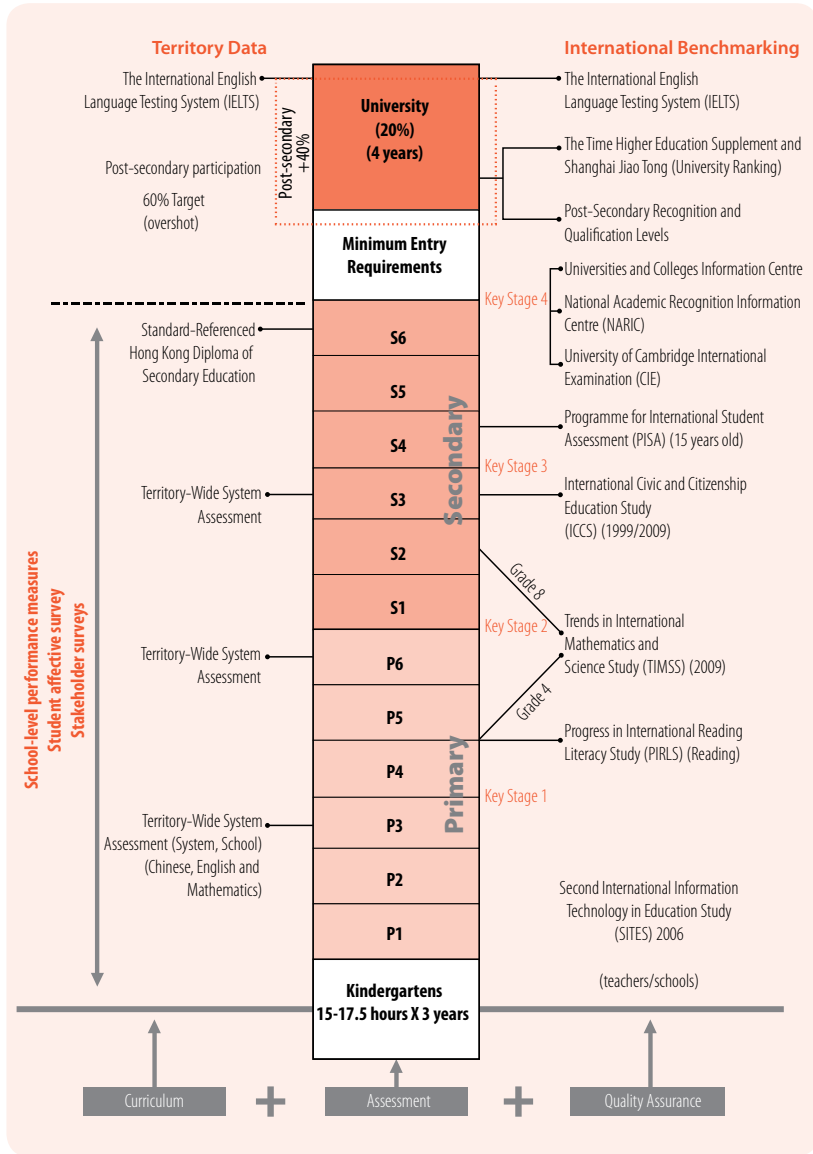 Territory Data
International Benchmarking
The International English
Language Testing System (IELTS)
Post-secondary participation
60% Target
(overshot)
Post-secondary
+40%
University
(20%)
(4 years)
Minimum Entry
Requirements
The International English
Language Testing System (IELTS)
The Time Higher Education Supplement and
Shanghai Jiao Tong (University Ranking)
Post-Secondary Recognition and
Qualification Levels
Key Stage 4
Universities and Colleges Information Centre
National Academic Recognition Information
Centre (NARIC)
University of Cambridge International
Examination (CIE)
Standard-Referenced
Hong Kong Diploma of
Secondary Education
S6
S5
S4
S3
S2
S1
Secondary
Programme for International Student
Assessment (PISA) (15 years old)
Key Stage 3
International Civic and Citizenship
Education Study
(ICCS) (1999/2009)
Territory-Wide System
Assessment
School-level performance measures
Student affective survey
Stakeholder surveys
Grade 8
Key Stage 2
Trends in International
Mathematics and
Science Study (TIMSS) (2009)
Grade 4
Territory-Wide System
Assessment
P6
P5
P4
P3
P2
P1
Primary
Progress in International Reading
Literacy Study (PIRLS) (Reading)
Key Stage 1
Territory-Wide System
Assessment (System, School)
(Chinese, English and
Mathematics)
Second International Information
Technology in Education Study
(SITES) 2006
(teachers/schools)
Kindergartens
15-17.5 hours X 3 years
Curriculum
+
Assessment
+
Quality Assurance